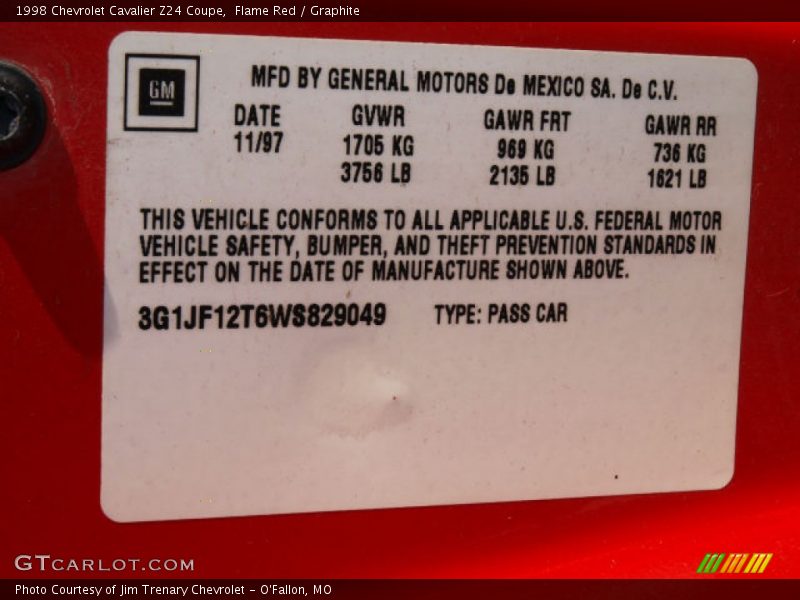 1998 Chevrolet Cavalier Z24 Coupe,  Flame Red / Graphite
GM
MFD BY GENERAL MOTORS De MEXICO SA. De C.V.
DATE GVWR GAWR FRT GAWR RR
11/97 1705 KG 969 KG 736 KG
3756 LB 2135 LB 1621 LB
THIS VEHICLE CONFORMS TO ALL APPLICABLE U.S. FEDERAL MOTOR
VEHICLE SAFETY, BUMPER, AND THEFT PREVENTION STANDARDS IN
EFFECT ON THE DATE OF MANUFACTURE SHOWN ABOVE.
3G1JF12T6WS829049 TYPE: PASS CAR
GTCARLOT.COM
Photo Courtesy of Jim Trenary Chevrolet - O'Fallon, MO